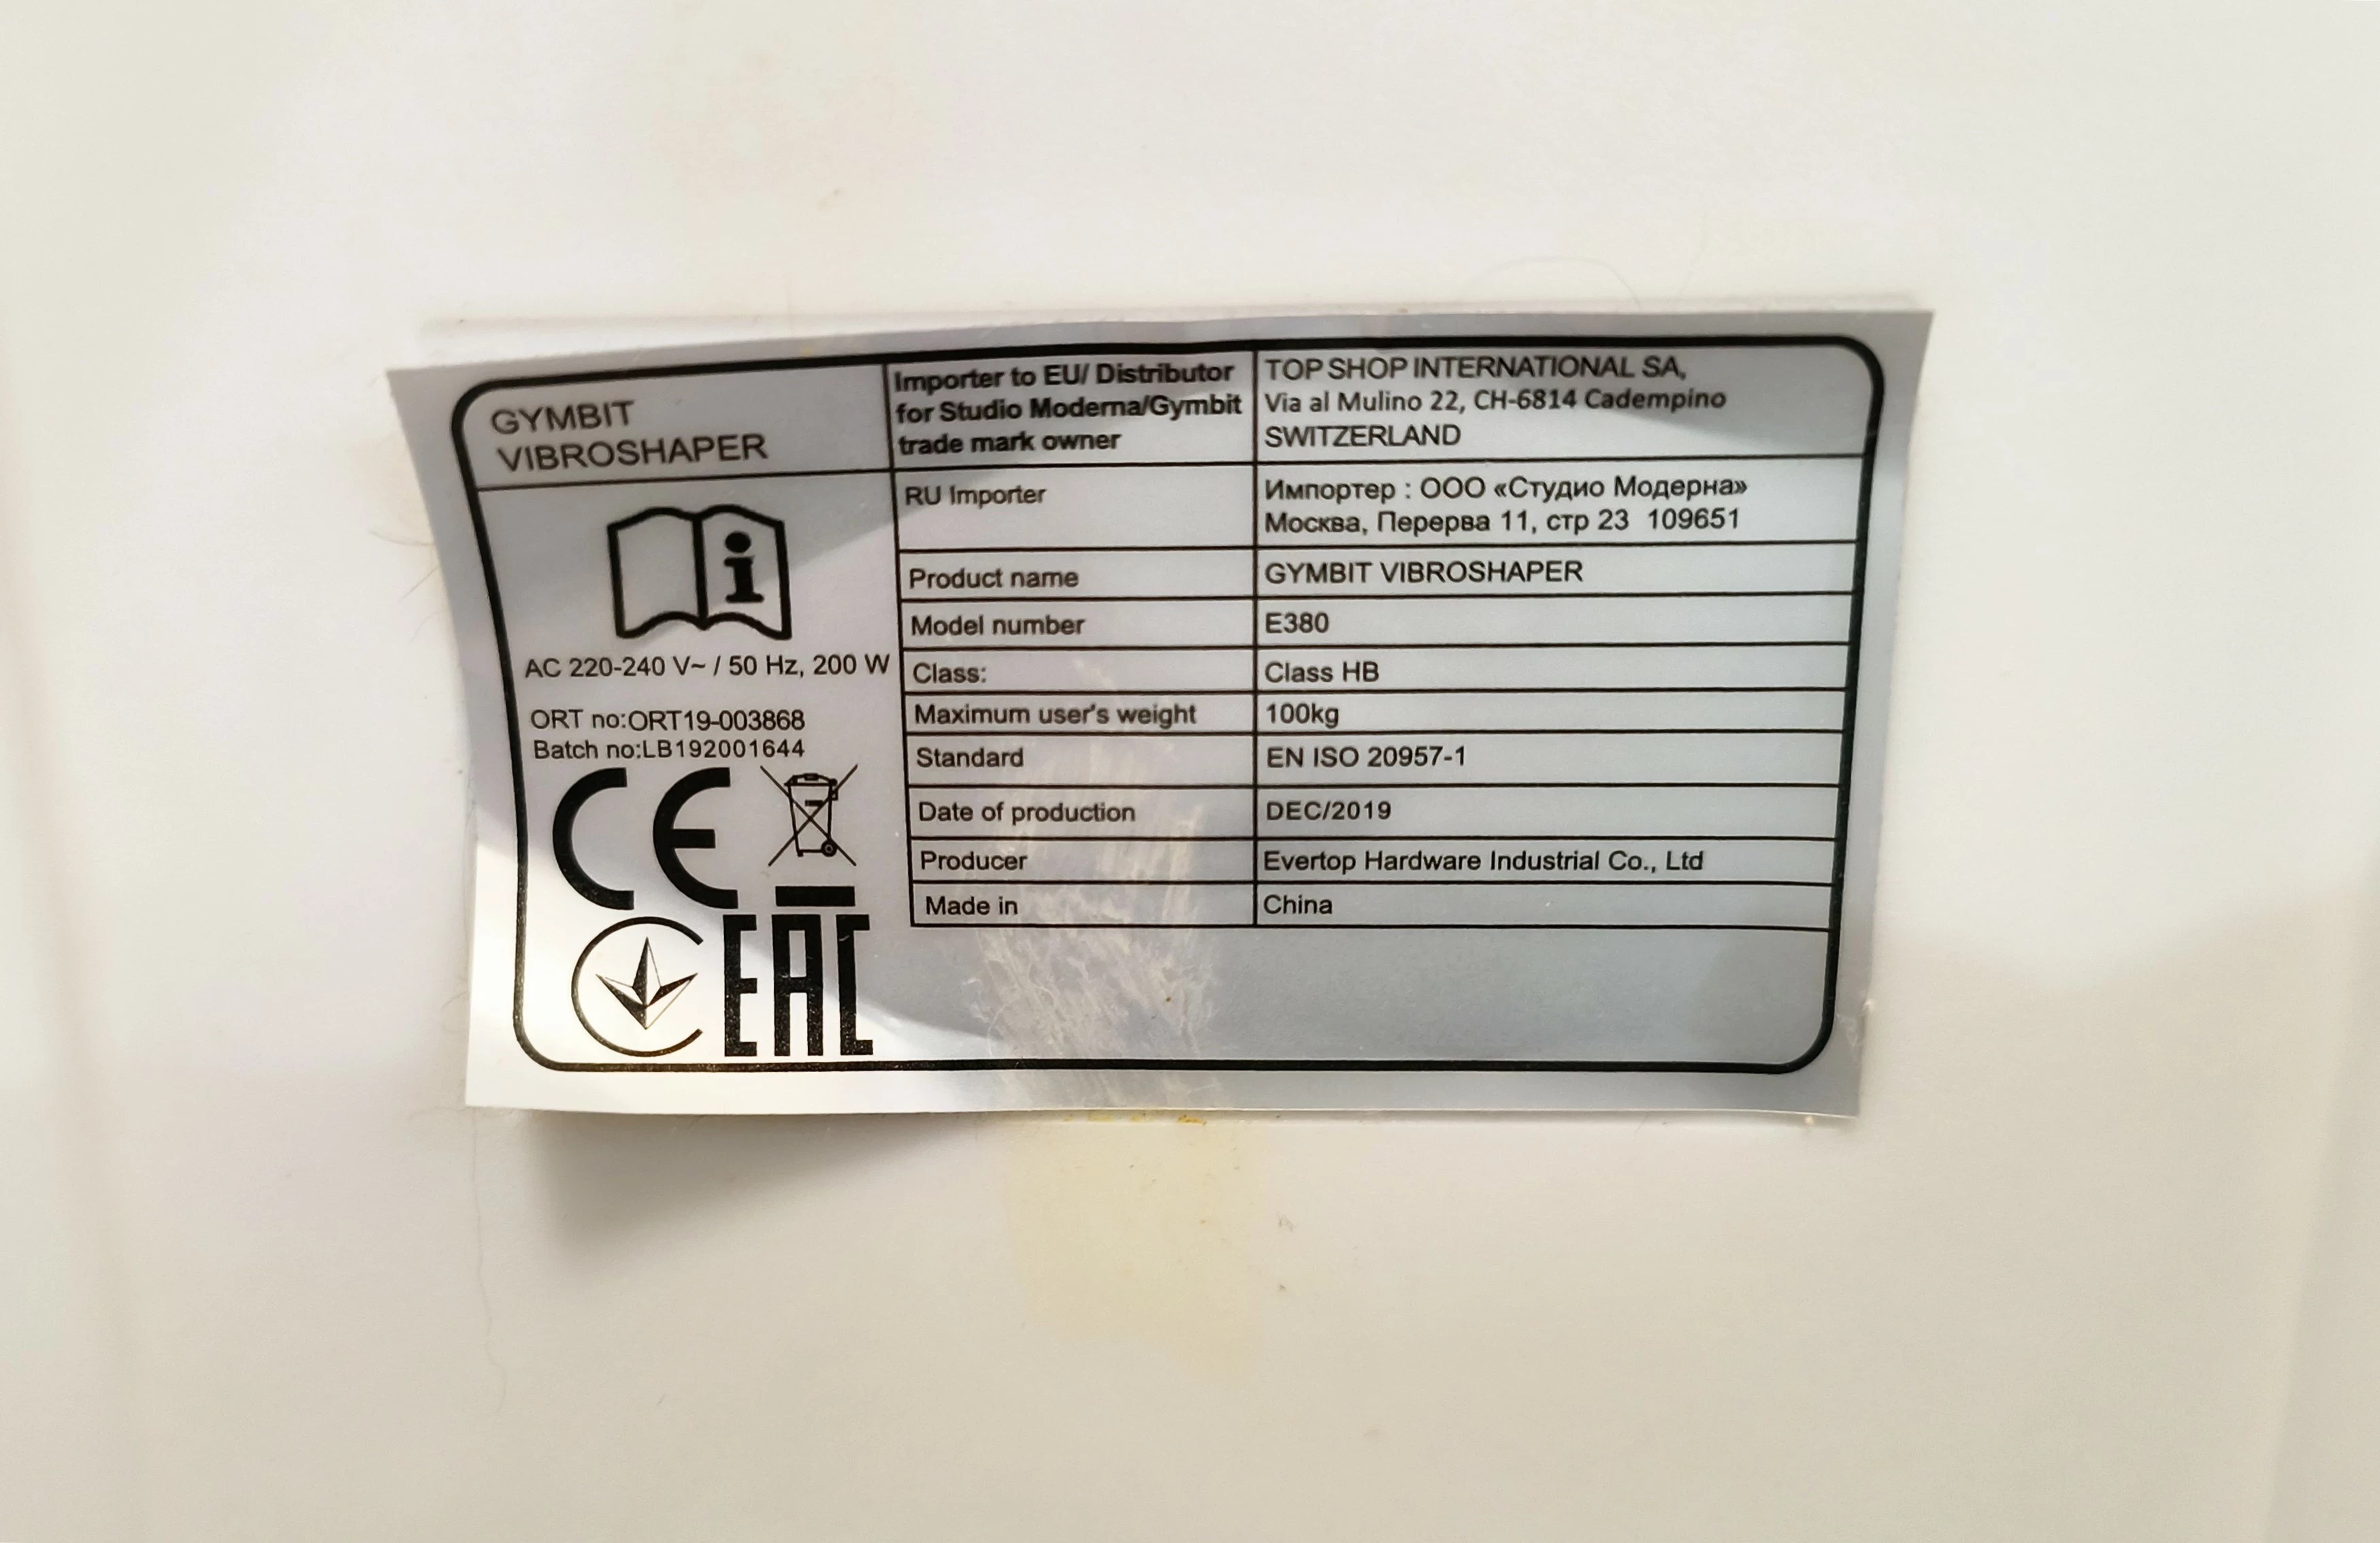 GYMBIT
VIBROSHAPER
AC 220-240 V~ / 50 Hz, 200 W
ORT no:ORT19-003868
Batch no:LB192001644
CE
EAC
Importer to EU/ Distributor
for Studio Moderna/Gymbit
trade mark owner
TOP SHOP INTERNATIONAL SA,
Via al Mulino 22, CH-6814 Cadempino
SWITZERLAND
RU Importer
Импортер : ООО «Студио Модерна»
Москва, Перерва 11, стр 23 109651
Product name
GYMBIT VIBROSHAPER
Model number
E380
Class:
Class HB
Maximum user's weight
100kg
Standard
EN ISO 20957-1
Date of production
DEC/2019
Producer
Evertop Hardware Industrial Co., Ltd
Made in
China